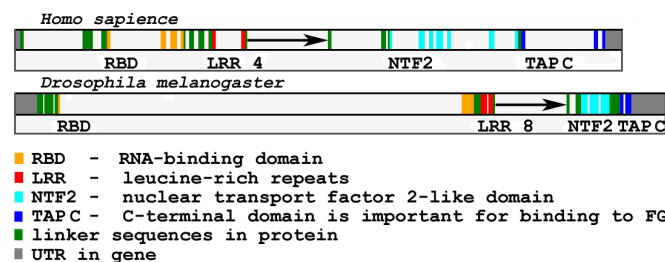 Homo sapience
RBD LRR 4 NTF2 TAP C
Drosophila melanogaster
RBD LRR 8 NTF2 TAP C
RBD - RNA-binding domain
LRR - leucine-rich repeats
NTF2 - nuclear transport factor 2-like domain
TAP C - C-terminal domain is important for binding to FG
linker sequences in protein
UTR in gene